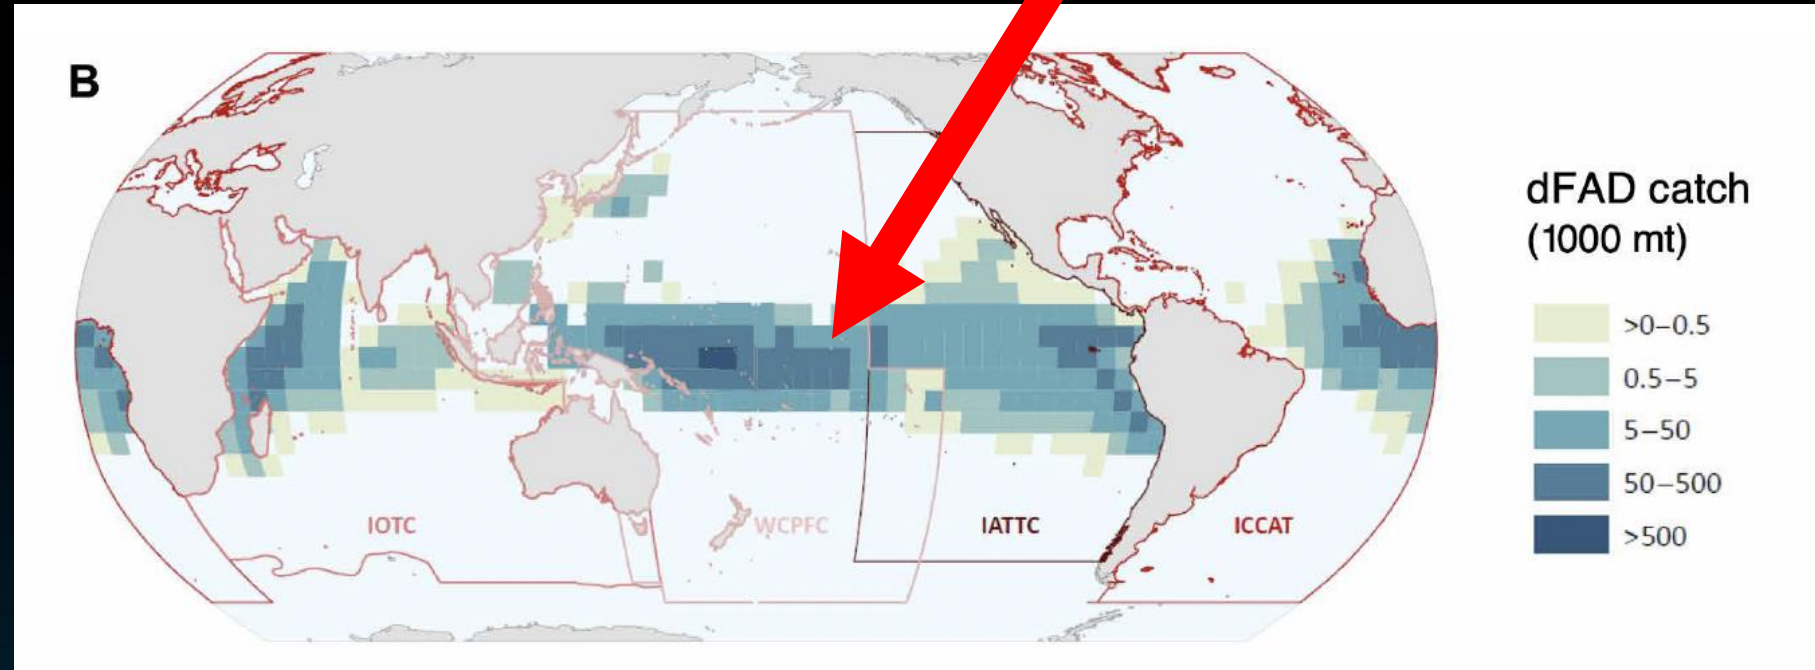 B
dFAD catch
(1000 mt)
>0–0.5
0.5–5
5–50
50–500
>500
IOTC
WCPFC
IATTC
ICCAT